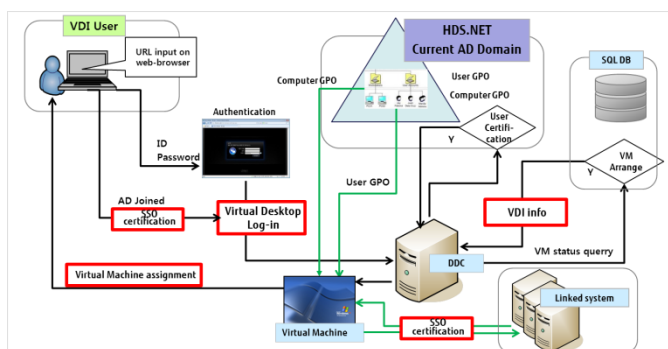 VDI User
URL input on
web-browser
HDS.NET
Current AD Domain
SQL DB
Computer GPO
User GPO
Computer GPO
Authentication
User
Certifi-
cation
Y
VM
Arrange
Y
ID
Password
User GPO
AD Joined
SSO
certification
Virtual Desktop
Log-in
VDI info
DDC
VM status querry
Virtual Machine assignment
Linked system
Virtual Machine
SSO
certification